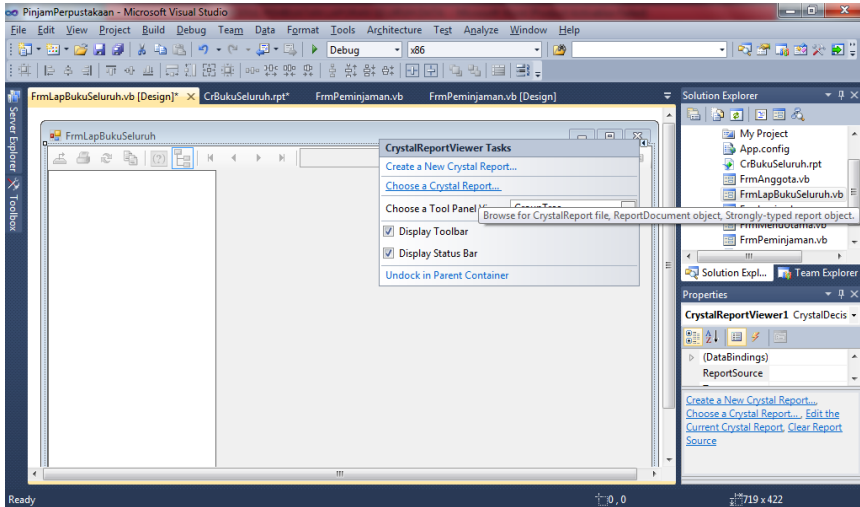 PinjamPerpustakaan - Microsoft Visual Studio
File Edit View Project Build Debug Team Data Format Tools Architecture Test Analyze Window Help
Debug x86
FrmLapBukuSeluruh.vb [Design]* CrBukuSeluruh.rpt* FrmPeminjaman.vb FrmPeminjaman.vb [Design]
Server Explorer
Toolbox
FrmLapBukuSeluruh
CrystalReportViewer Tasks
Create a New Crystal Report...
Choose a Crystal Report...
Choose a Tool Panel
Browse for CrystalReport file, ReportDocument object, Strongly-typed report object.
Display Toolbar
Display Status Bar
Undock in Parent Container
Solution Explorer
My Project
App.config
CrBukuSeluruh.rpt
FrmAnggota.vb
FrmLapBukuSeluruh.vb
FrmMenuUtama.vb
FrmPeminjaman.vb
Solution Expl... Team Explorer
Properties
CrystalReportViewer1 CrystalDecis
(DataBindings)
ReportSource
Create a New Crystal Report...,
Choose a Crystal Report..., Edit the
Current Crystal Report, Clear Report
Source
Ready 0 , 0 719 x 422